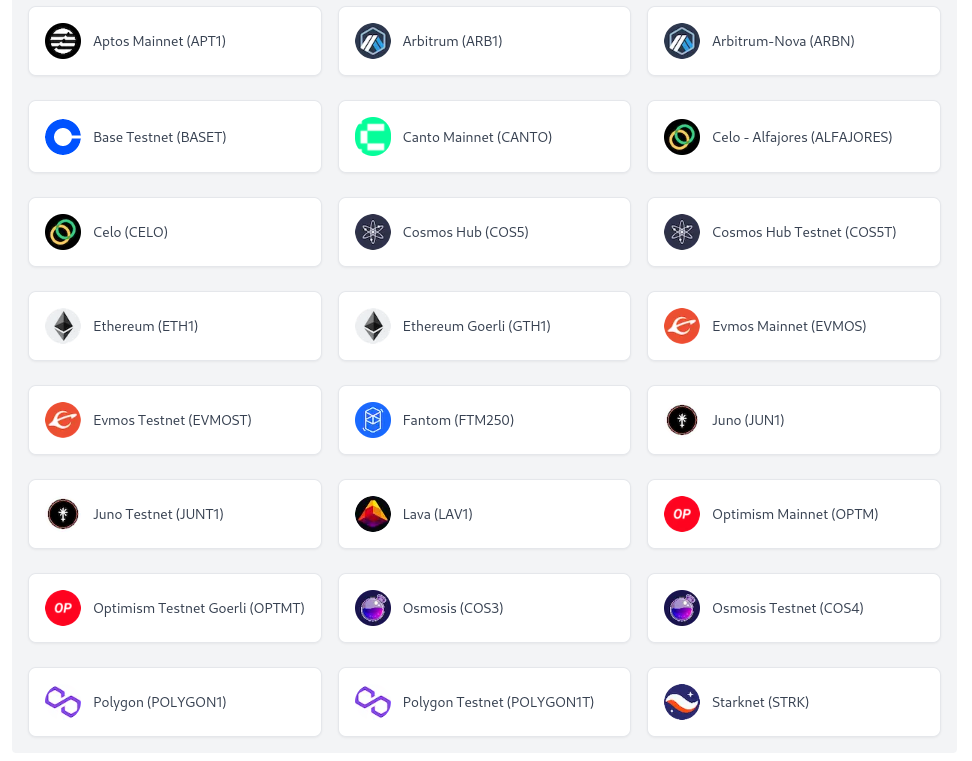 Aptos Mainnet (APT1)
Arbitrum (ARB1)
Arbitrum-Nova (ARBN)
Base Testnet (BASET)
Canto Mainnet (CANTO)
Celo - Alfajores (ALFAJORES)
Celo (CELO)
Cosmos Hub (COS5)
Cosmos Hub Testnet (COS5T)
Ethereum (ETH1)
Ethereum Goerli (GTH1)
Evmos Mainnet (EVMOS)
Evmos Testnet (EVMOST)
Fantom (FTM250)
Juno (JUN1)
Juno Testnet (JUNT1)
Lava (LAV1)
OP
Optimism Mainnet (OPTM)
OP
Optimism Testnet Goerli (OPTMT)
Osmosis (COS3)
Osmosis Testnet (COS4)
Polygon (POLYGON1)
Polygon Testnet (POLYGON1T)
Starknet (STRK)